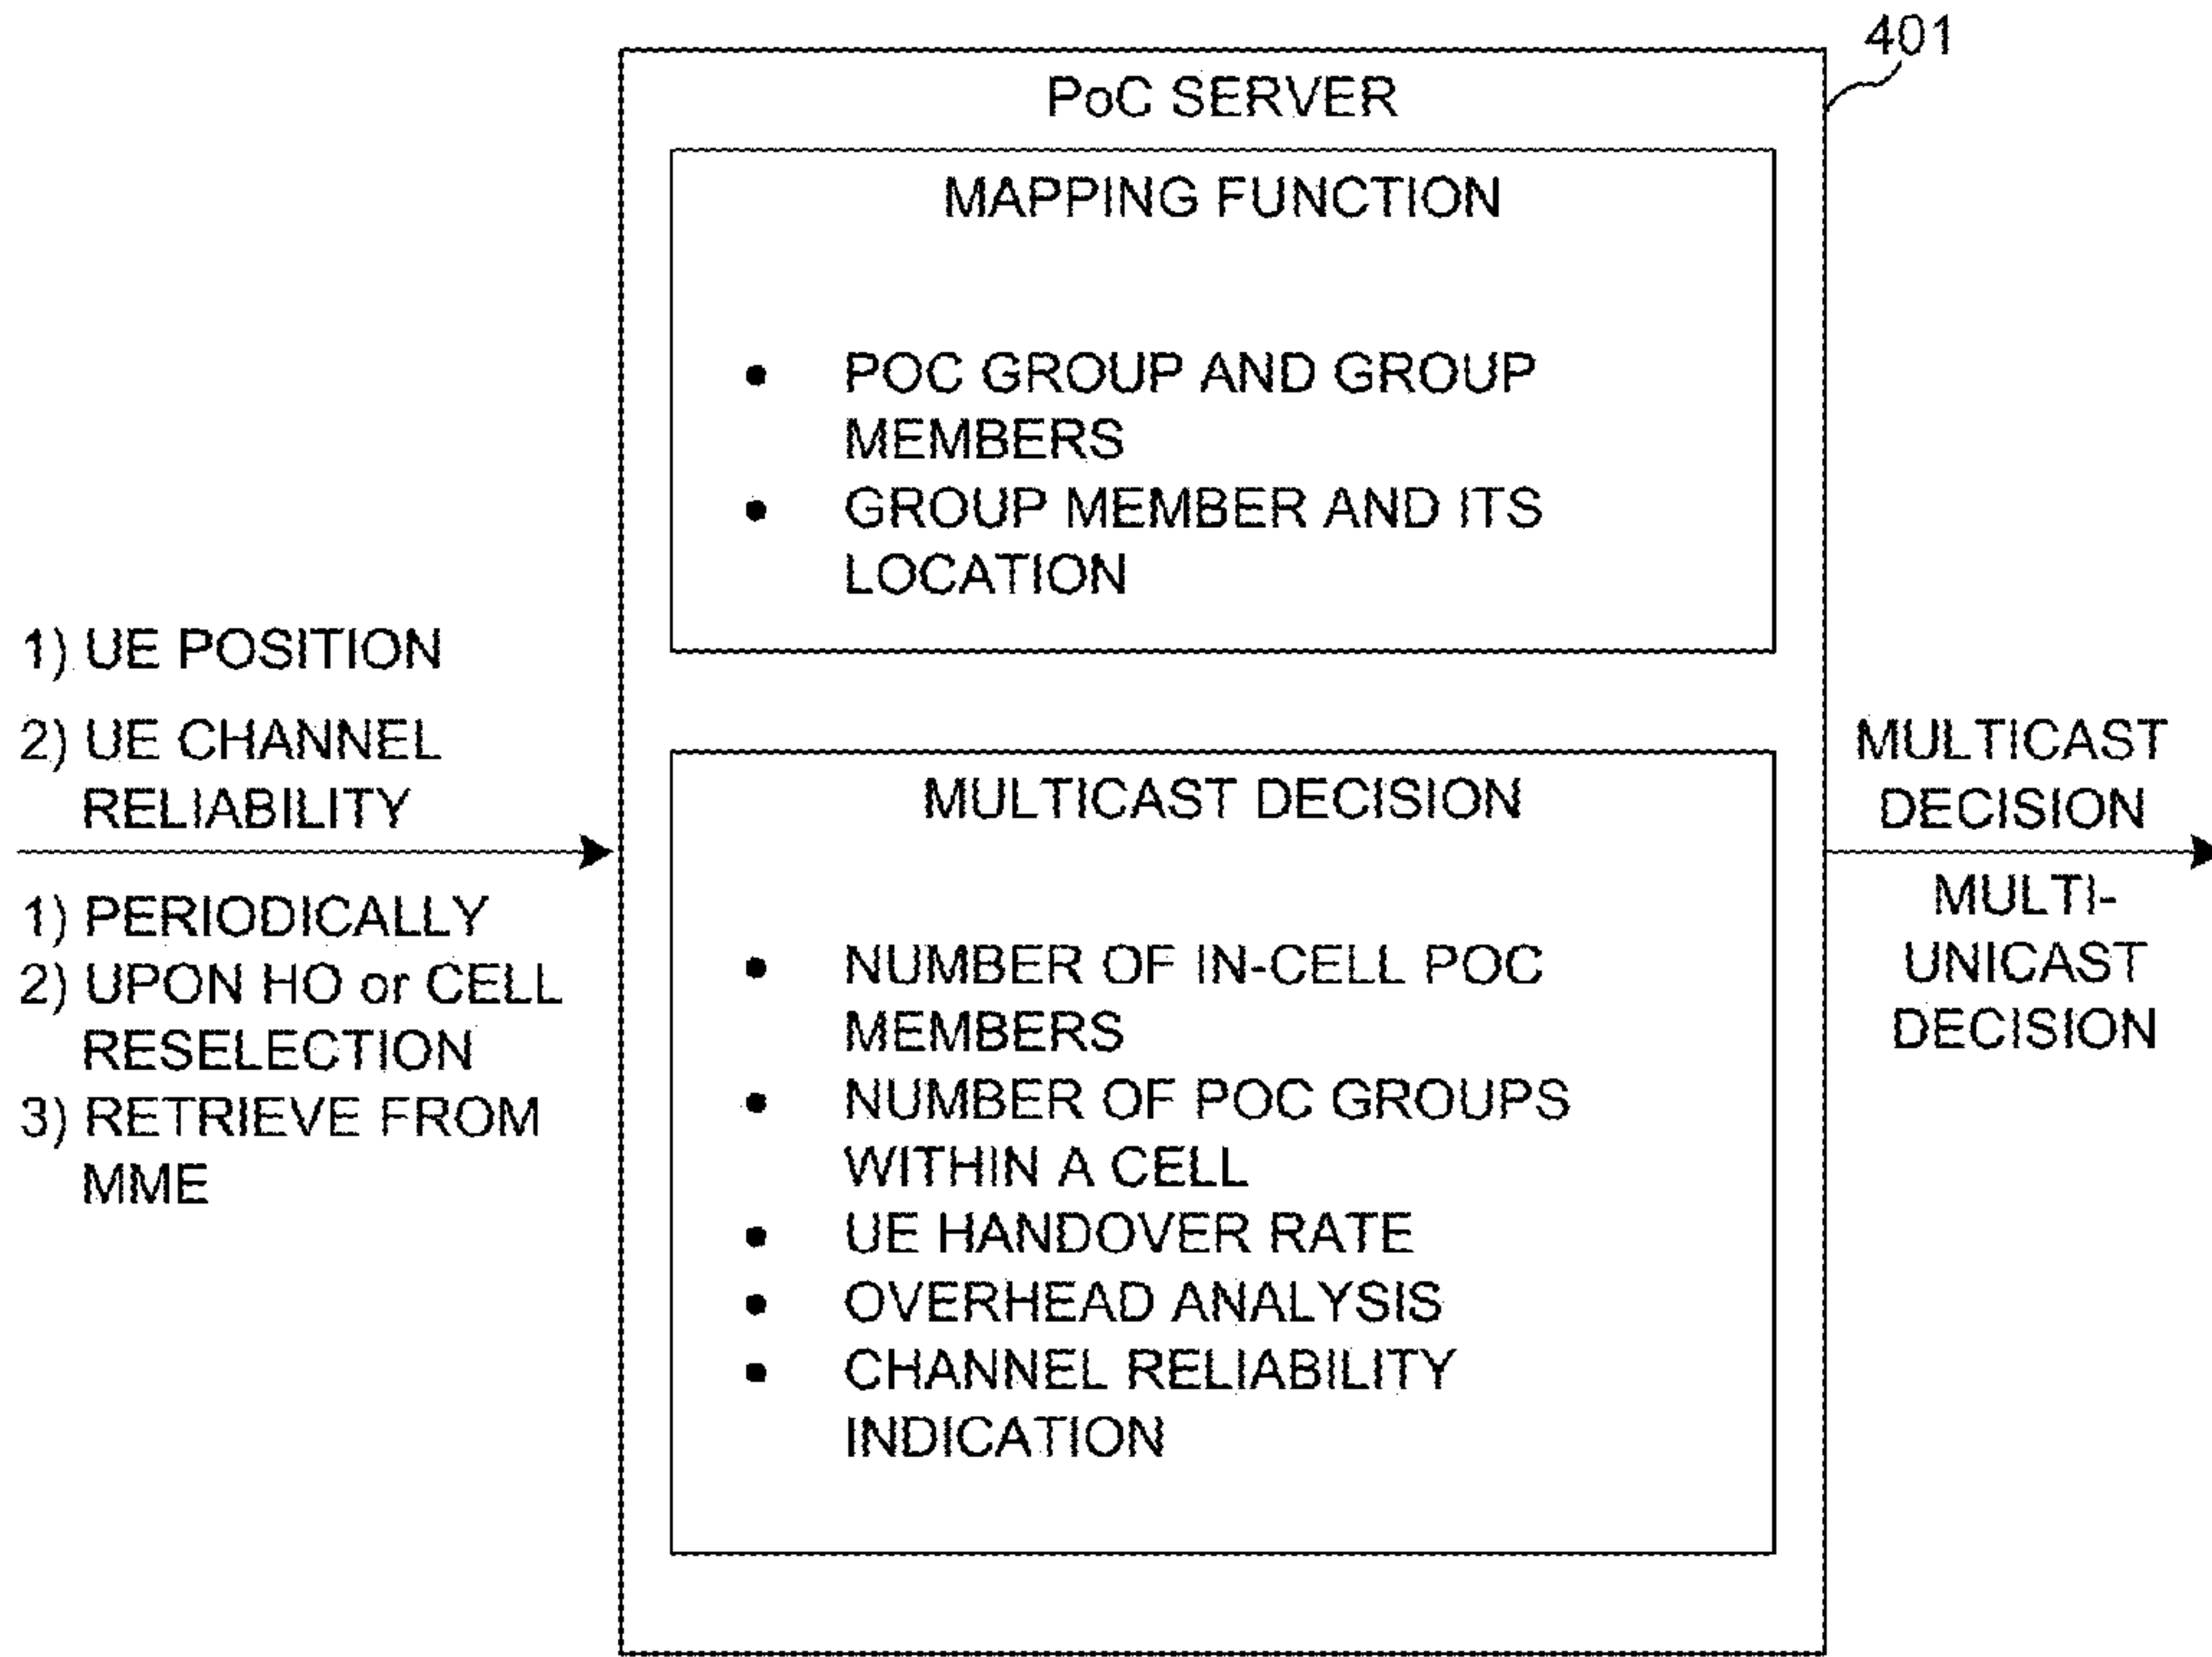 401
PoC SERVER
MAPPING FUNCTION
• POC GROUP AND GROUP
MEMBERS
• GROUP MEMBER AND ITS
LOCATION
1) UE POSITION
2) UE CHANNEL
RELIABILITY
1) PERIODICALLY
2) UPON HO or CELL
RESELECTION
3) RETRIEVE FROM
MME
MULTICAST DECISION
• NUMBER OF IN-CELL POC
MEMBERS
• NUMBER OF POC GROUPS
WITHIN A CELL
• UE HANDOVER RATE
• OVERHEAD ANALYSIS
• CHANNEL RELIABILITY
INDICATION
MULTICAST
DECISION
MULTI-
UNICAST
DECISION